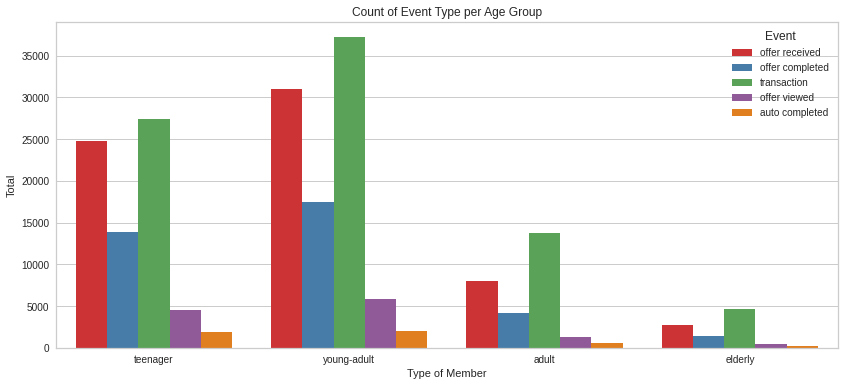 Count of Event Type per Age Group
Event
offer received
offer completed
transaction
offer viewed
auto completed
Total
35000
30000
25000
20000
15000
10000
5000
0
teenager
young-adult
adult
elderly
Type of Member